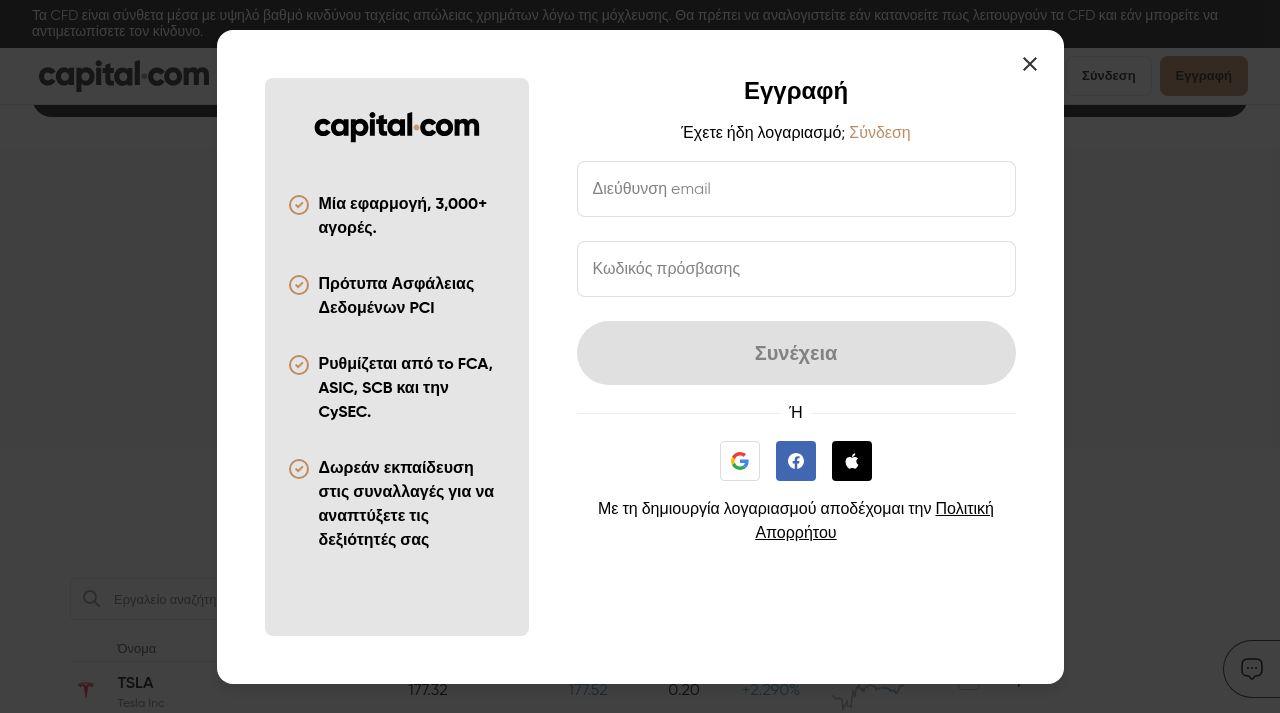 Τα CFD είναι σύνθετα μέσα με υψηλό βαθμό κινδύνου ταχείας απώλειας χρημάτων λόγω της μόχλευσης. Θα πρέπει να αναλογιστείτε εάν κατανοείτε πως λειτουργούν τα CFD και εάν μπορείτε να
αντιμετωπίσετε τον κίνδυνο.
capital.com
Σύνδεση
Εγγραφή
capital.com
Μία εφαρμογή, 3,000+
αγορές.
Πρότυπα Ασφάλειας
Δεδομένων PCI
Ρυθμίζεται από το FCA,
ASIC, SCB και την
CySEC.
Δωρεάν εκπαίδευση
στις συναλλαγές για να
αναπτύξετε τις
δεξιότητές σας
Εγγραφή
Έχετε ήδη λογαριασμό; Σύνδεση
Διεύθυνση email
Κωδικός πρόσβασης
Συνέχεια
Ή
Με τη δημιουργία λογαριασμού αποδέχομαι την Πολιτική
Απορρήτου
Εργαλείο αναζήτη
Όνομα
TSLA
Tesla Inc
177.32
177.52
0.20
+2.290%